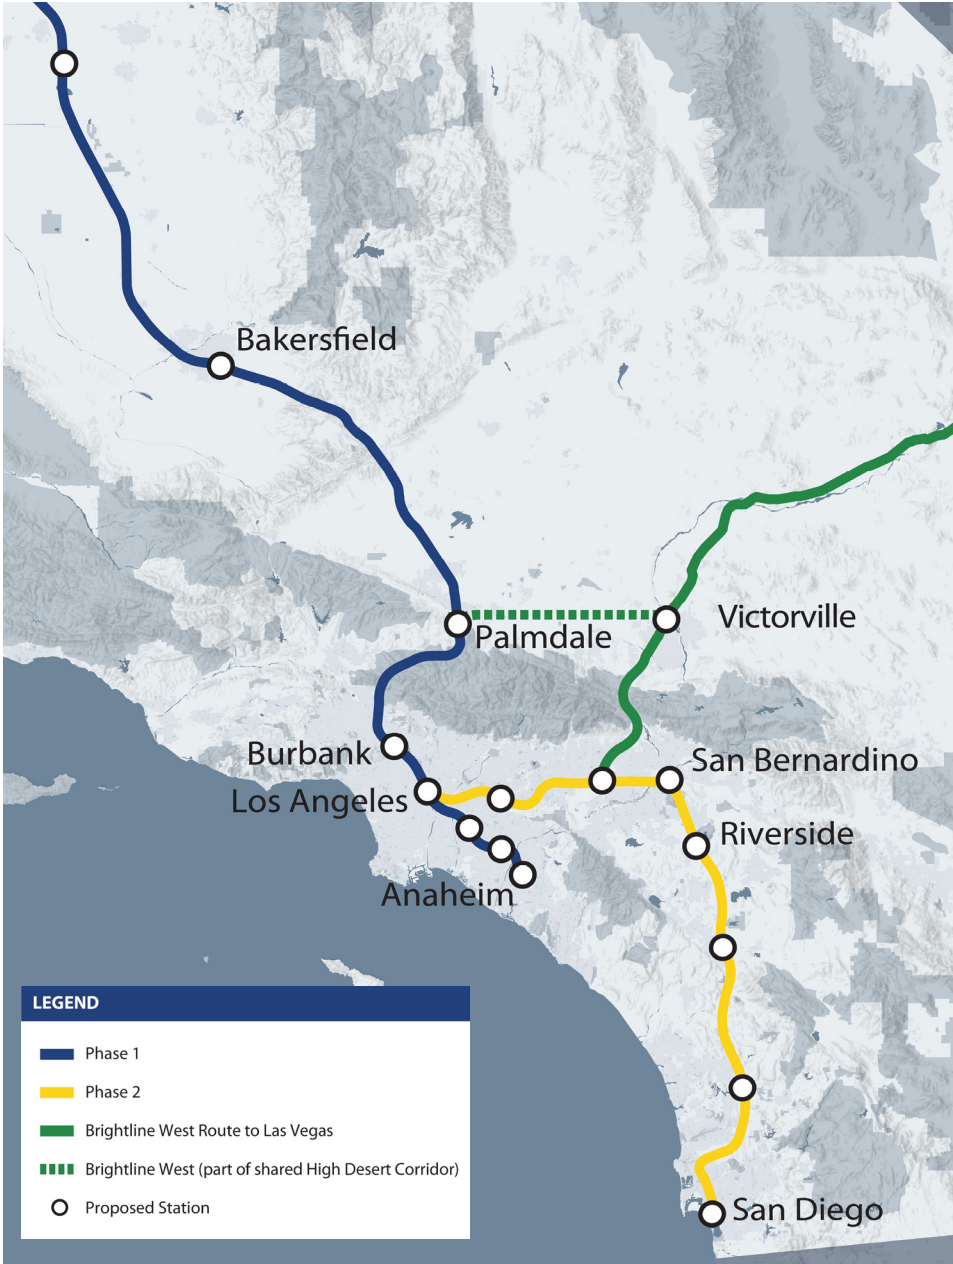 Bakersfield
Victorville
Palmdale
Burbank
San Bernardino
Los Angeles
Riverside
Anaheim
LEGEND
Phase 1
Phase 2
Brightline West Route to Las Vegas
Brightline West (part of shared High Desert Corridor)
Proposed Station
San Diego